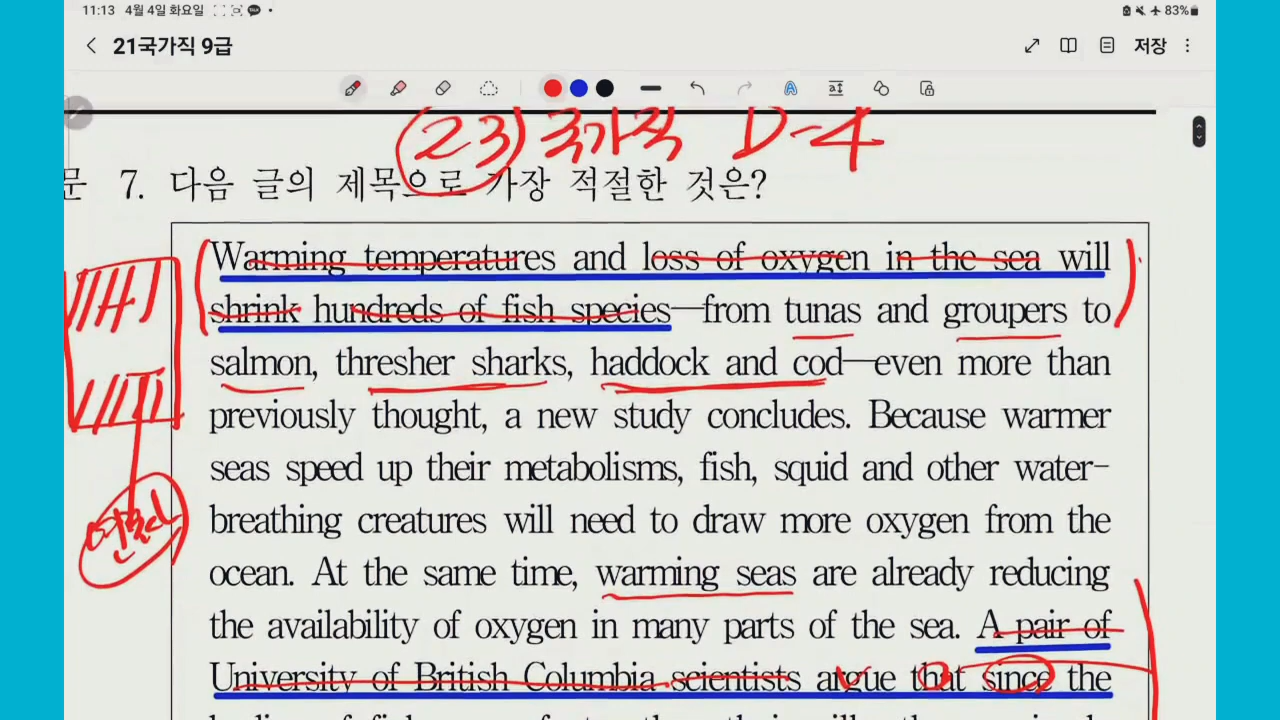 11:13 4월 4일 화요일 83%
21국가직 9급 저장
(23) 국가직 D-4
문 7. 다음 글의 제목으로 가장 적절한 것은?
Warming temperatures and loss of oxygen in the sea will
shrink hundreds of fish species—from tunas and groupers to
salmon, thresher sharks, haddock and cod—even more than
previously thought, a new study concludes. Because warmer
seas speed up their metabolisms, fish, squid and other water-
breathing creatures will need to draw more oxygen from the
ocean. At the same time, warming seas are already reducing
the availability of oxygen in many parts of the sea. A pair of
University of British Columbia scientists argue that since the